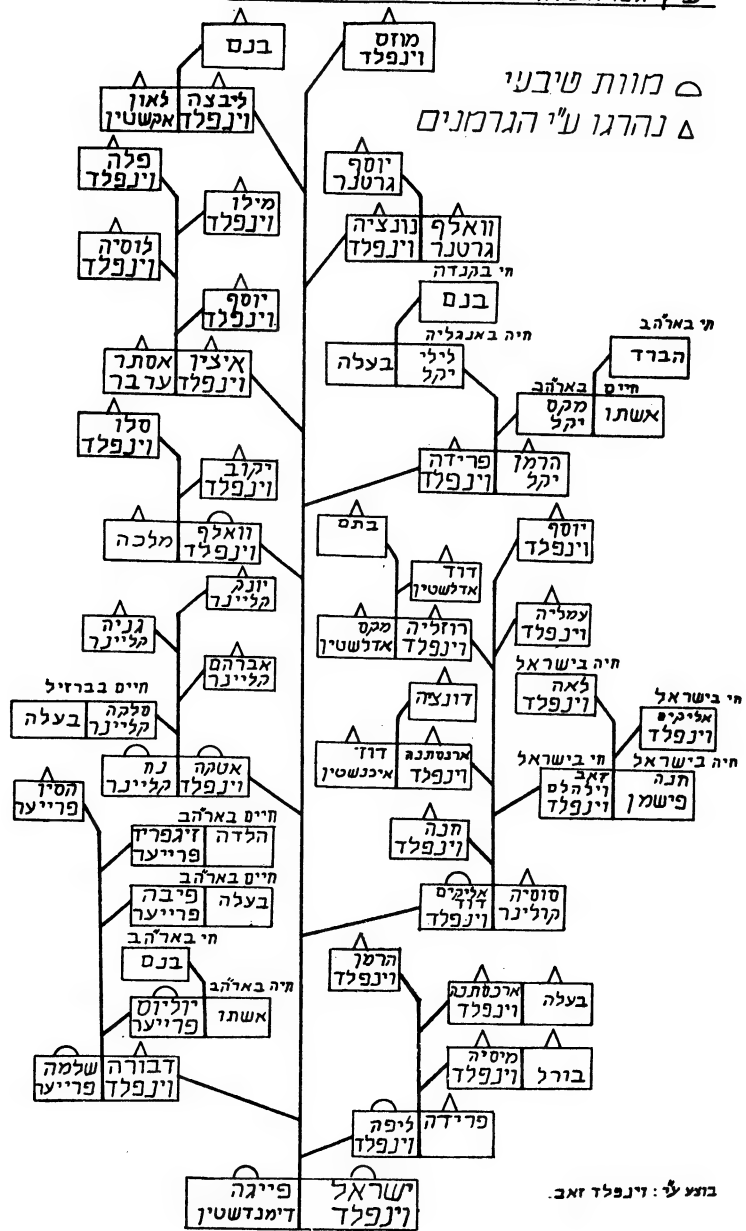 מוזס
וינפלד
בנם
ליבצה
וינפלד
לאון
אקשטין
מוות טיבעי
נהרגו ע"י הגרמנים
פלה
וינפלד
מילו
וינפלד
לוסיה
וינפלד
יוסף
וינפלד
איצין
וינפלד
אסתר
ערבר
יוסף
גרטנר
וואלף
גרטנר
נונציה
וינפלד
חי בקנדה
בנם
חיה באנגליה
לילי
יקל
בעלה
חי בארה"ב
הברד
חיים בארה"ב
מקס
יקל
אשתו
הרמן
יקל
פרידה
וינפלד
סלו
וינפלד
יקוב
וינפלד
וואלף
וינפלד
מלכה
יוסף
וינפלד
בתם
דוד
אדלשטין
עמליה
וינפלד
רוזליה
וינפלד
מקס
אדלשטין
יונק
קליינר
גניה
קליינר
אברהם
קליינר
חיים בברזיל
סלקה
קליינר
בעלה
אטקה
וינפלד
נח
קליינר
דונציה
ארנסתנה
וינפלד
דוד
איכנשטין
חיה בישראל
לאה
וינפלד
חי בישראל
אליקים
וינפלד
חי בישראל
זאב
וילהלם
וינפלד
חיה בישראל
חנה
פישמן
חנה
וינפלד
סוסיה
קולינר
אליקים
דוד
וינפלד
הסיו
פרייער
חיים בארה"ב
הלדה
זיגפריד
פרייער
חיים בארה"ב
בעלה
פיבה
פרייער
חי בארה"ב
בנם
חיה בארה"ב
אשתו
יוליוס
פרייער
דבורה
וינפלד
שלמה
פרייער
הרמן
וינפלד
ארנסתנה
וינפלד
בעלה
מיסיה
וינפלד
בורל
פרידה
ליפה
וינפלד
ישראל
וינפלד
פייגה
דימנדשטין
בוצע ע"י: וינפלד זאב.